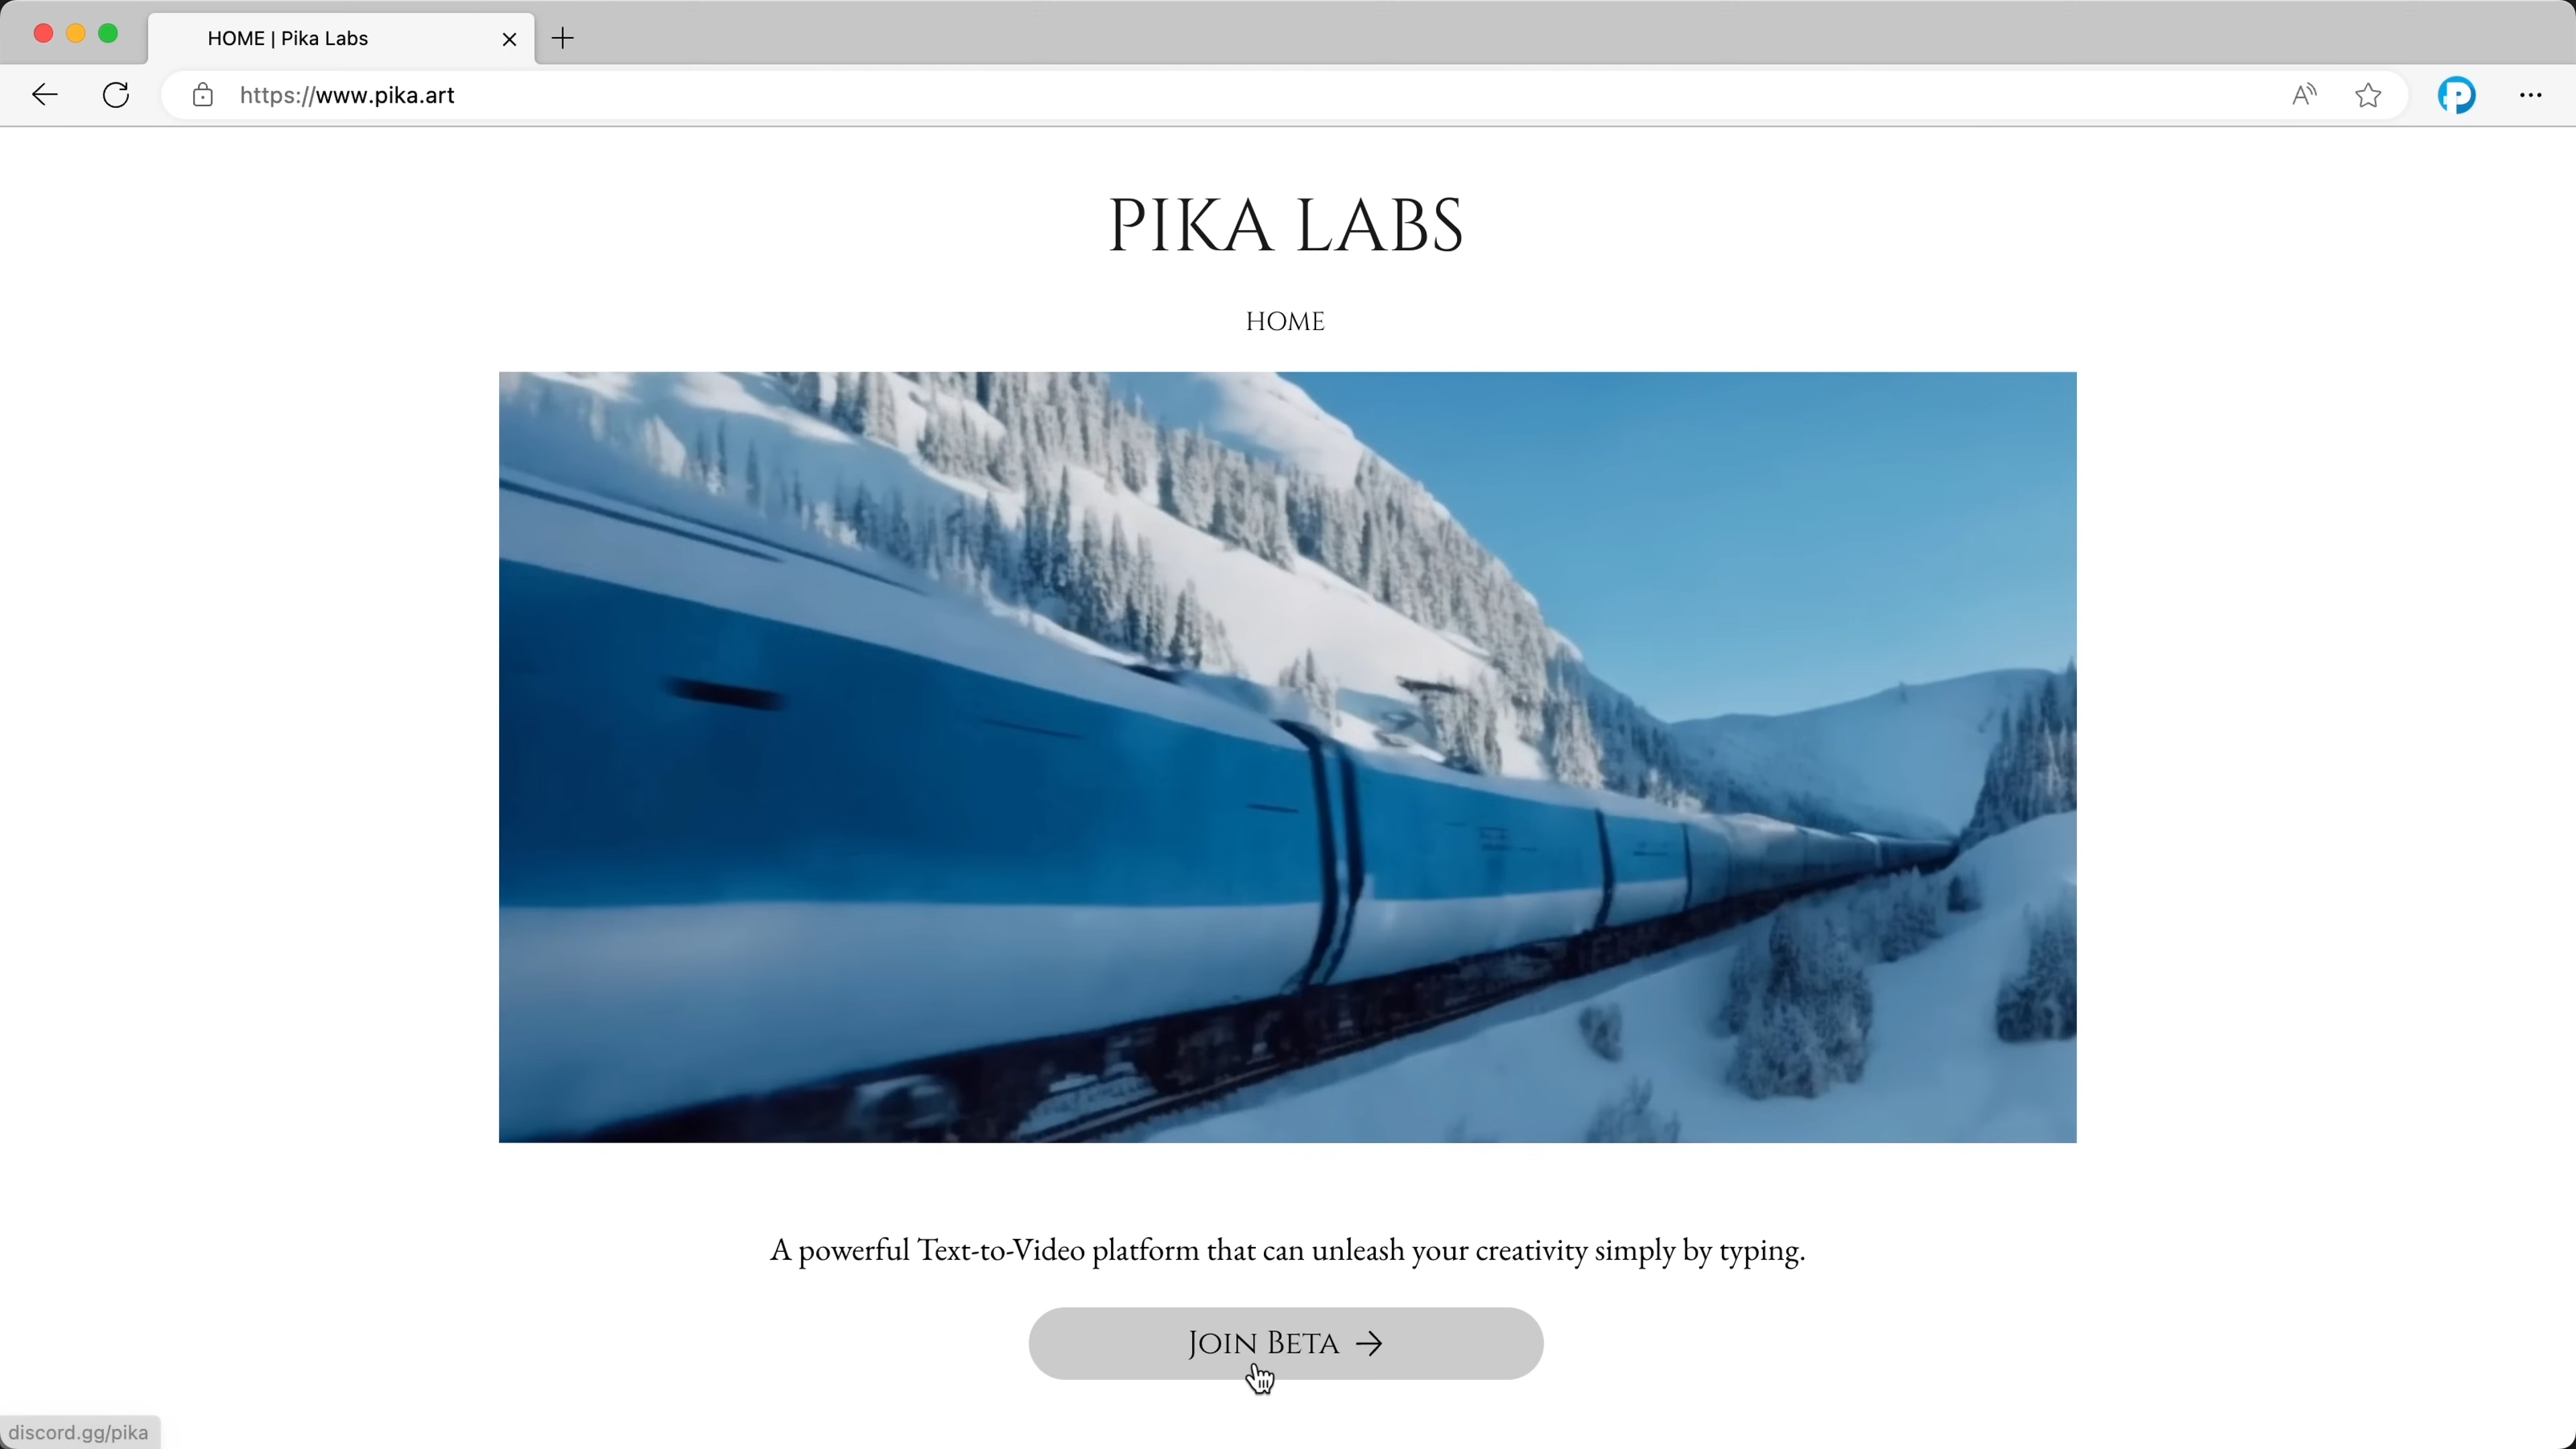 HOME | Pika Labs
https://www.pika.art
PIKA LABS
HOME
A powerful Text-to-Video platform that can unleash your creativity simply by typing.
JOIN BETA →
discord.gg/pika